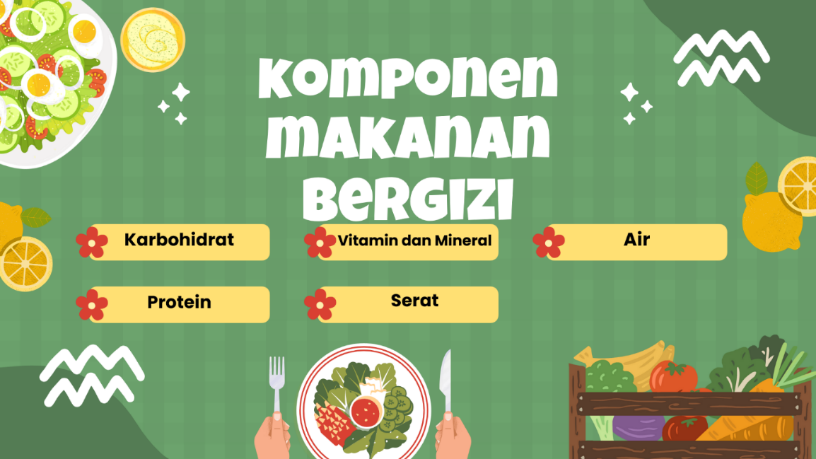 Komponen
makanan
bergizi
Karbohidrat
Vitamin dan Mineral
Air
Protein
Serat